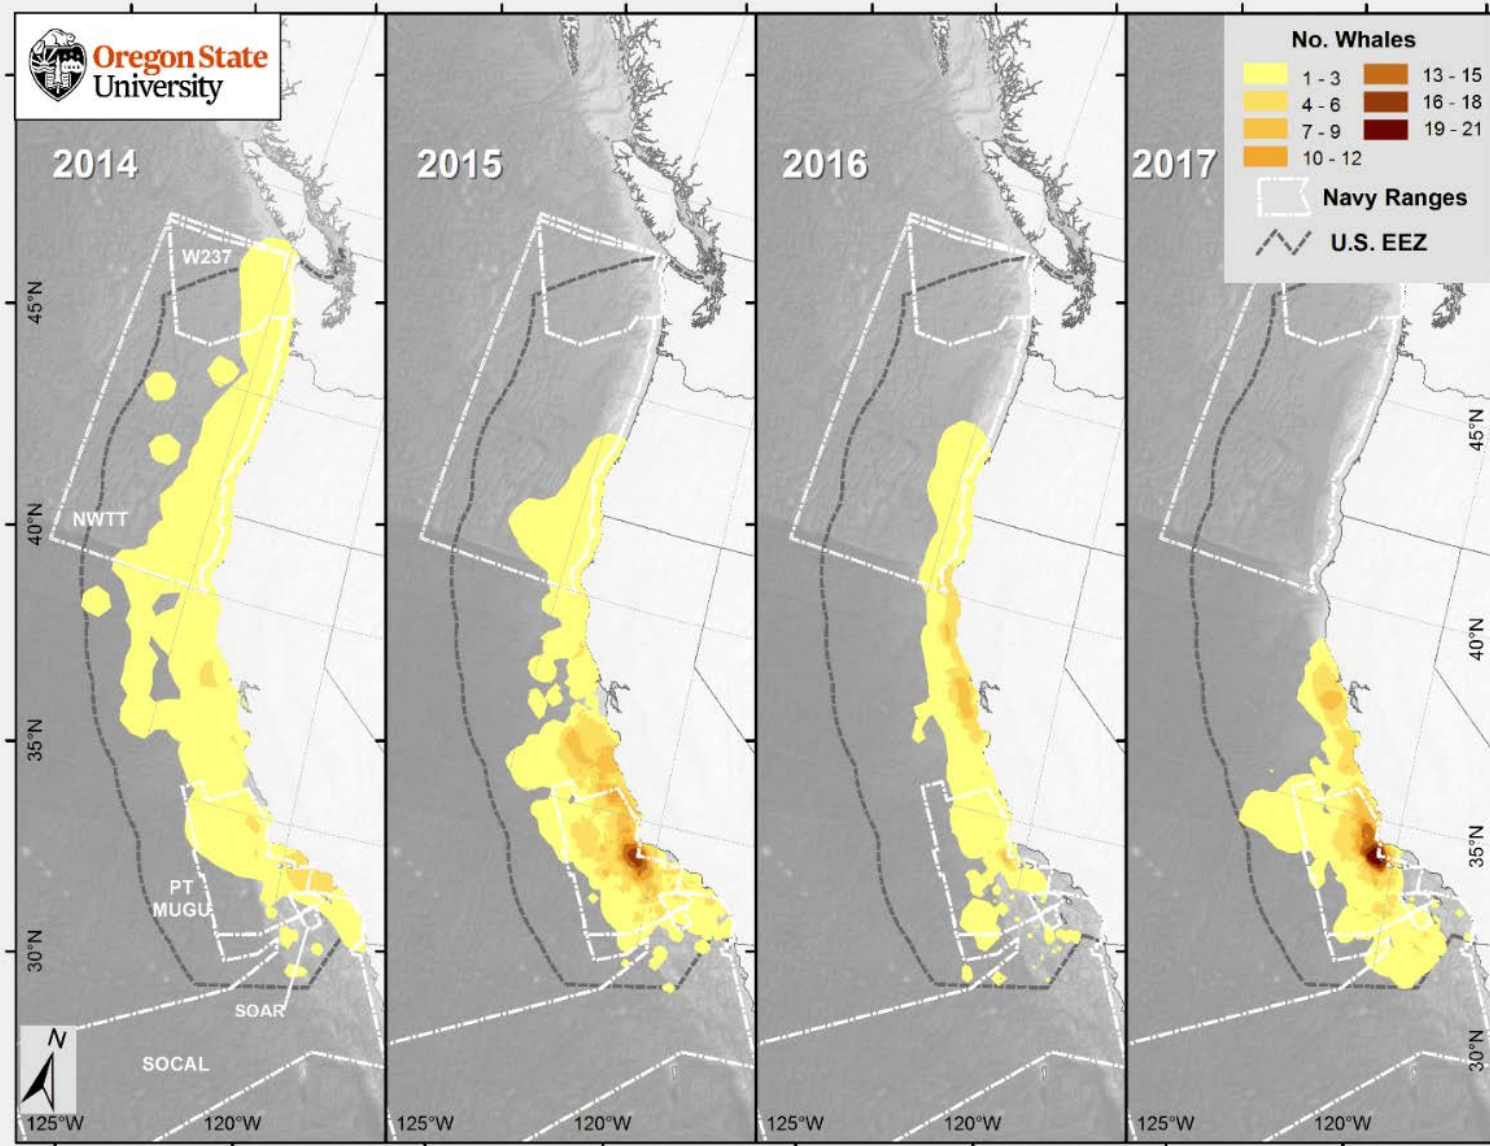 Oregon State
University
2014
2015
2016
2017
No. Whales
1 - 3
4 - 6
7 - 9
10 - 12
13 - 15
16 - 18
19 - 21
Navy Ranges
U.S. EEZ
W237
NWTT
PT
MUGU
SOAR
SOCAL
N
45°N
40°N
35°N
30°N
45°N
40°N
35°N
30°N
125°W
120°W
125°W
120°W
125°W
120°W
125°W
120°W